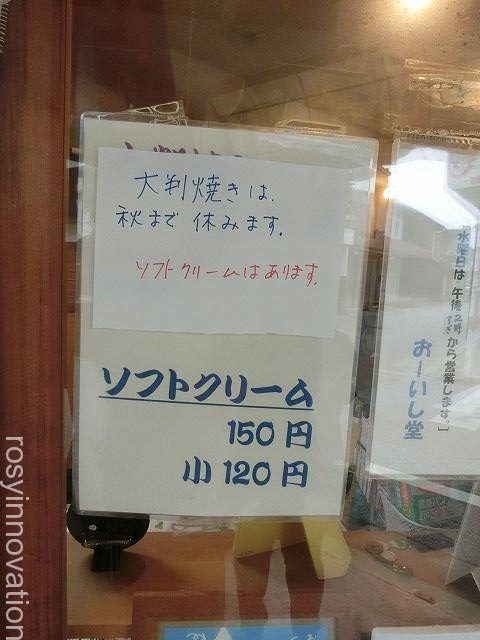 大判焼きは、
秋まで休みます。
ソフトクリームはあります。
ソフトクリーム
150円
小120円
「水曜日は午後2時
すぎから営業します。」
おーいし堂
rosyinnovation